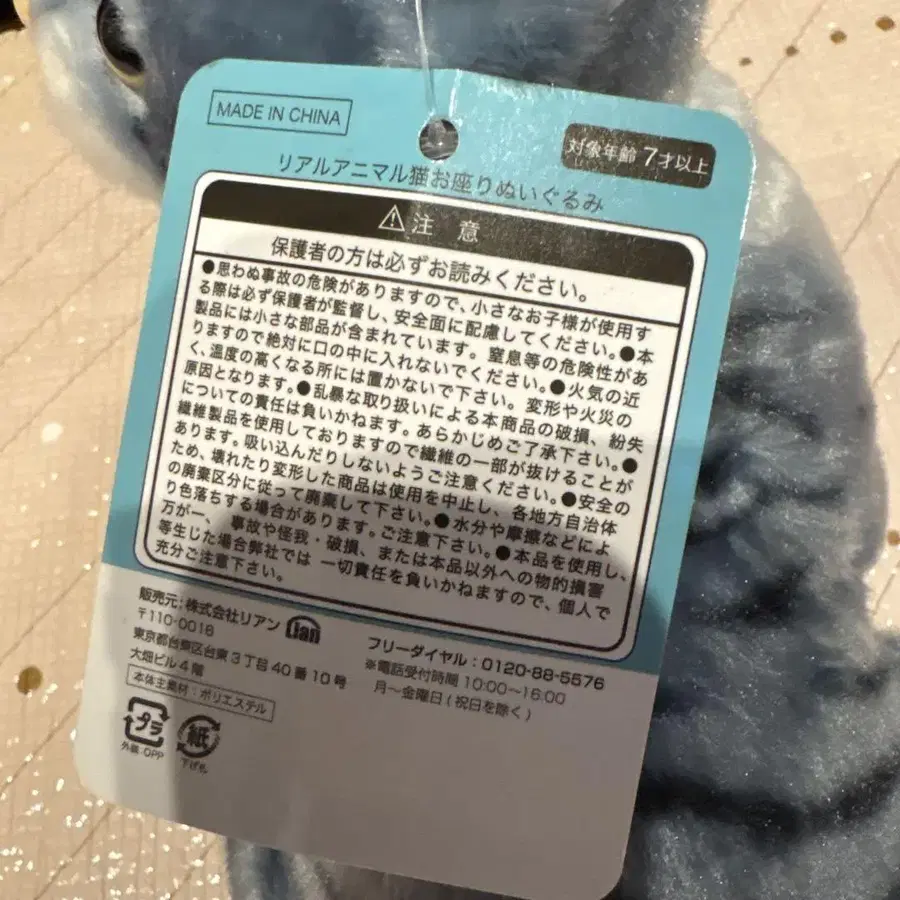 MADE IN CHINA
対象年齢 7才以上
リアルアニマル猫お座りぬいぐるみ
⚠注 意
保護者の方は必ずお読みください。
●思わぬ事故の危険がありますので、小さなお子様が使用す
る際は必ず保護者が監督し、安全面に配慮してください。●本
製品には小さな部品が含まれています。窒息等の危険性があ
りますので絶対に口の中に入れないでください。●火気の近
く、温度の高くなる所には置かないで下さい。変形や火災の
原因となります。●乱暴な取り扱いによる本商品の破損、紛失
についての責任は負いかねます。あらかじめご了承下さい。●
繊維製品を使用しておりますので繊維の一部が抜けることが
あります。吸い込んだりしないようご注意ください。●安全の
ため、壊れたり変形した商品は使用を中止し、各地方自治体
の廃棄区分に従って廃棄して下さい。●水分や摩擦などによ
り色落ちする場合があります。ご注意下さい。●本品を使用し、
万が一、事故や怪我・破損、または本品以外への物的損害
等生じた場合弊社では 一切責任を負いかねますので、個人で
充分ご注意下さい。
販売元:株式会社リアン Lian
〒110-0016
東京都台東区台東3丁目40番10号
大畑ビル4階
フリーダイヤル:0120-88-5576
※電話受付時間 10:00~16:00
月~金曜日(祝日を除く)
本体主素材:ポリエステル
プラ
外装:OPP
紙
下げ札